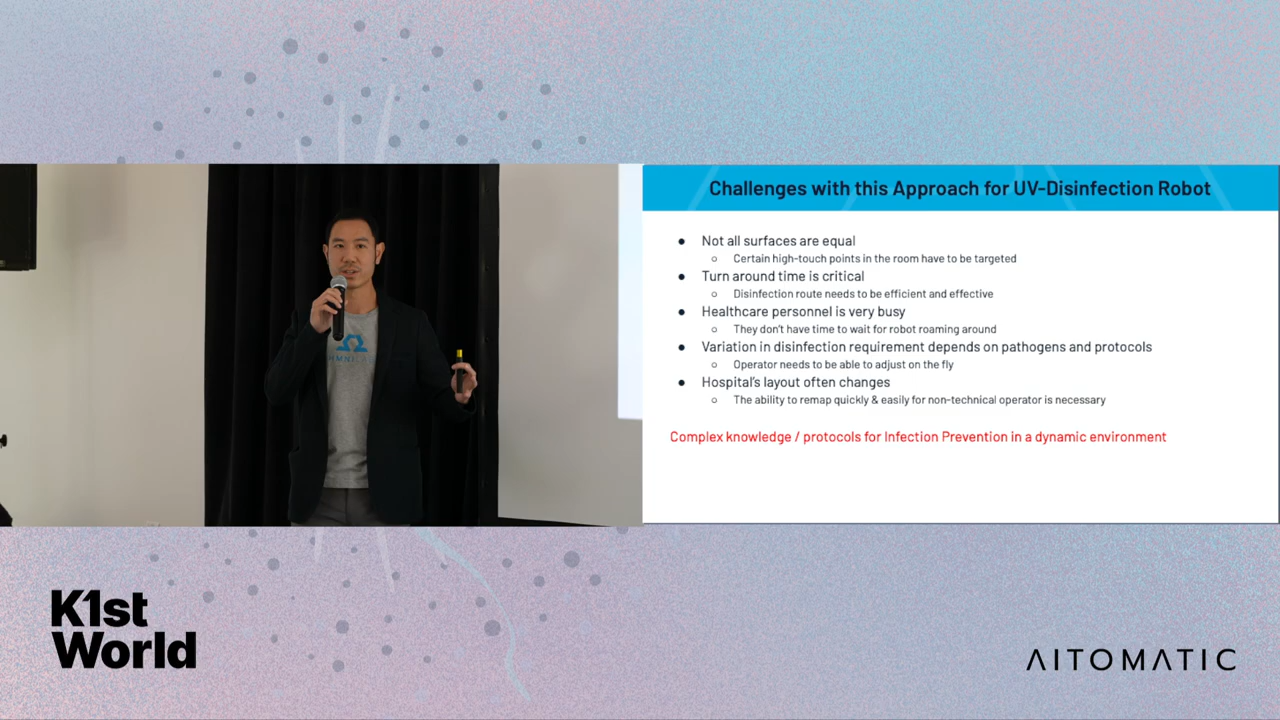 Challenges with this Approach for UV-Disinfection Robot
● Not all surfaces are equal
○ Certain high-touch points in the room have to be targeted
● Turn around time is critical
○ Disinfection route needs to be efficient and effective
● Healthcare personnel is very busy
○ They don't have time to wait for robot roaming around
● Variation in disinfection requirement depends on pathogens and protocols
○ Operator needs to be able to adjust on the fly
● Hospital's layout often changes
○ The ability to remap quickly & easily for non-technical operator is necessary
Complex knowledge / protocols for Infection Prevention in a dynamic environment
K1st
World
AITOMATIC